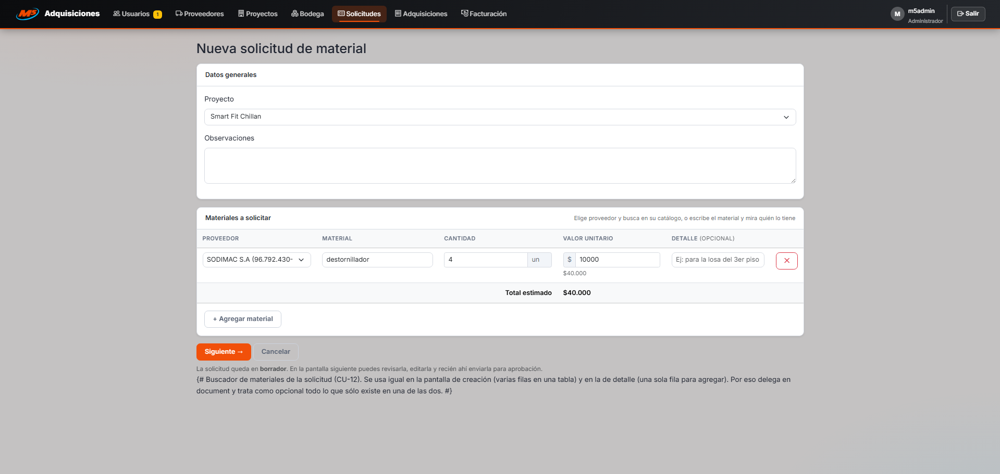 M5 Adquisiciones Usuarios 1 Proveedores Proyectos Bodega Solicitudes Adquisiciones Facturación M m5admin Administrador Salir
Nueva solicitud de material
Datos generales
Proyecto
Smart Fit Chillan
Observaciones
Materiales a solicitar Elige proveedor y busca en su catálogo, o escribe el material y mira quién lo tiene
PROVEEDOR MATERIAL CANTIDAD VALOR UNITARIO DETALLE (OPCIONAL)
SODIMAC S.A (96.792.430- destornillador 4 un $ 10000 Ej: para la losa del 3er piso
$40.000
Total estimado $40.000
+ Agregar material
Siguiente → Cancelar
La solicitud queda en borrador. En la pantalla siguiente puedes revisarla, editarla y recién ahí enviarla para aprobación.
{# Buscador de materiales de la solicitud (CU-12). Se usa igual en la pantalla de creación (varias filas en una tabla) y en la de detalle (una sola fila para agregar). Por eso delega en
document y trata como opcional todo lo que sólo existe en una de las dos. #}